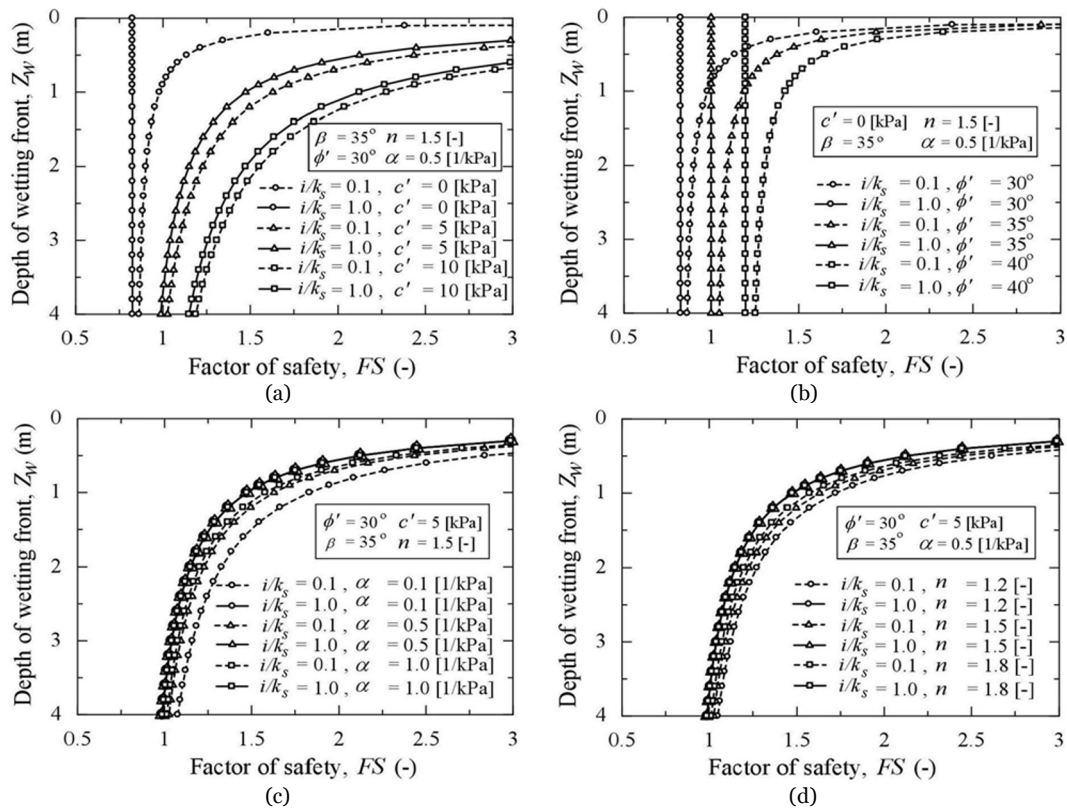 0
1
2
3
4
Depth of wetting front, Z_W (m)
β = 35° n = 1.5 [-]
ϕ′ = 30° α = 0.5 [1/kPa]
i/k_s = 0.1 , c′ = 0 [kPa]
i/k_s = 1.0 , c′ = 0 [kPa]
i/k_s = 0.1 , c′ = 5 [kPa]
i/k_s = 1.0 , c′ = 5 [kPa]
i/k_s = 0.1 , c′ = 10 [kPa]
i/k_s = 1.0 , c′ = 10 [kPa]
0.5 1 1.5 2 2.5 3
Factor of safety, FS (-)
(a)
0
1
2
3
4
Depth of wetting front, Z_W (m)
c′ = 0 [kPa] n = 1.5 [-]
β = 35° α = 0.5 [1/kPa]
i/k_s = 0.1 , ϕ′ = 30°
i/k_s = 1.0 , ϕ′ = 30°
i/k_s = 0.1 , ϕ′ = 35°
i/k_s = 1.0 , ϕ′ = 35°
i/k_s = 0.1 , ϕ′ = 40°
i/k_s = 1.0 , ϕ′ = 40°
0.5 1 1.5 2 2.5 3
Factor of safety, FS (-)
(b)
0
1
2
3
4
Depth of wetting front, Z_W (m)
ϕ′ = 30° c′ = 5 [kPa]
β = 35° n = 1.5 [-]
i/k_s = 0.1 , α = 0.1 [1/kPa]
i/k_s = 1.0 , α = 0.1 [1/kPa]
i/k_s = 0.1 , α = 0.5 [1/kPa]
i/k_s = 1.0 , α = 0.5 [1/kPa]
i/k_s = 0.1 , α = 1.0 [1/kPa]
i/k_s = 1.0 , α = 1.0 [1/kPa]
0.5 1 1.25 1.5 2 2.5 3
Factor of safety, FS (-)
(c)
0
1
2
3
4
Depth of wetting front, Z_W (m)
ϕ′ = 30° c′ = 5 [kPa]
β = 35° α = 0.5 [1/kPa]
i/k_s = 0.1 , n = 1.2 [-]
i/k_s = 1.0 , n = 1.2 [-]
i/k_s = 0.1 , n = 1.5 [-]
i/k_s = 1.0 , n = 1.5 [-]
i/k_s = 0.1 , n = 1.8 [-]
i/k_s = 1.0 , n = 1.8 [-]
0.5 1 1.25 1.5 2 2.5 3
Factor of safety, FS (-)
(d)